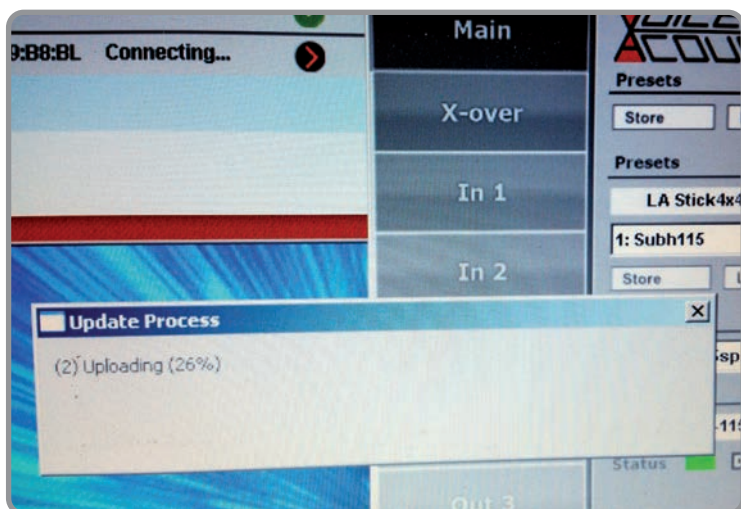 9:B8:BL Connecting...
Main
X-over
In 1
In 2
Out 3
Presets
Store
Presets
LA Stick4x4
1: Subh115
Store
Update Process
(2) Uploading (26%)
Status